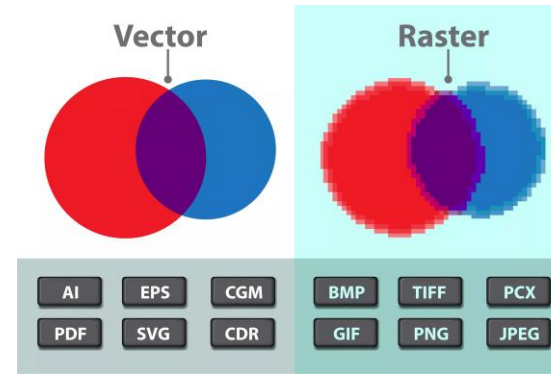 Vector
Raster
AI EPS CGM BMP TIFF PCX
PDF SVG CDR GIF PNG JPEG